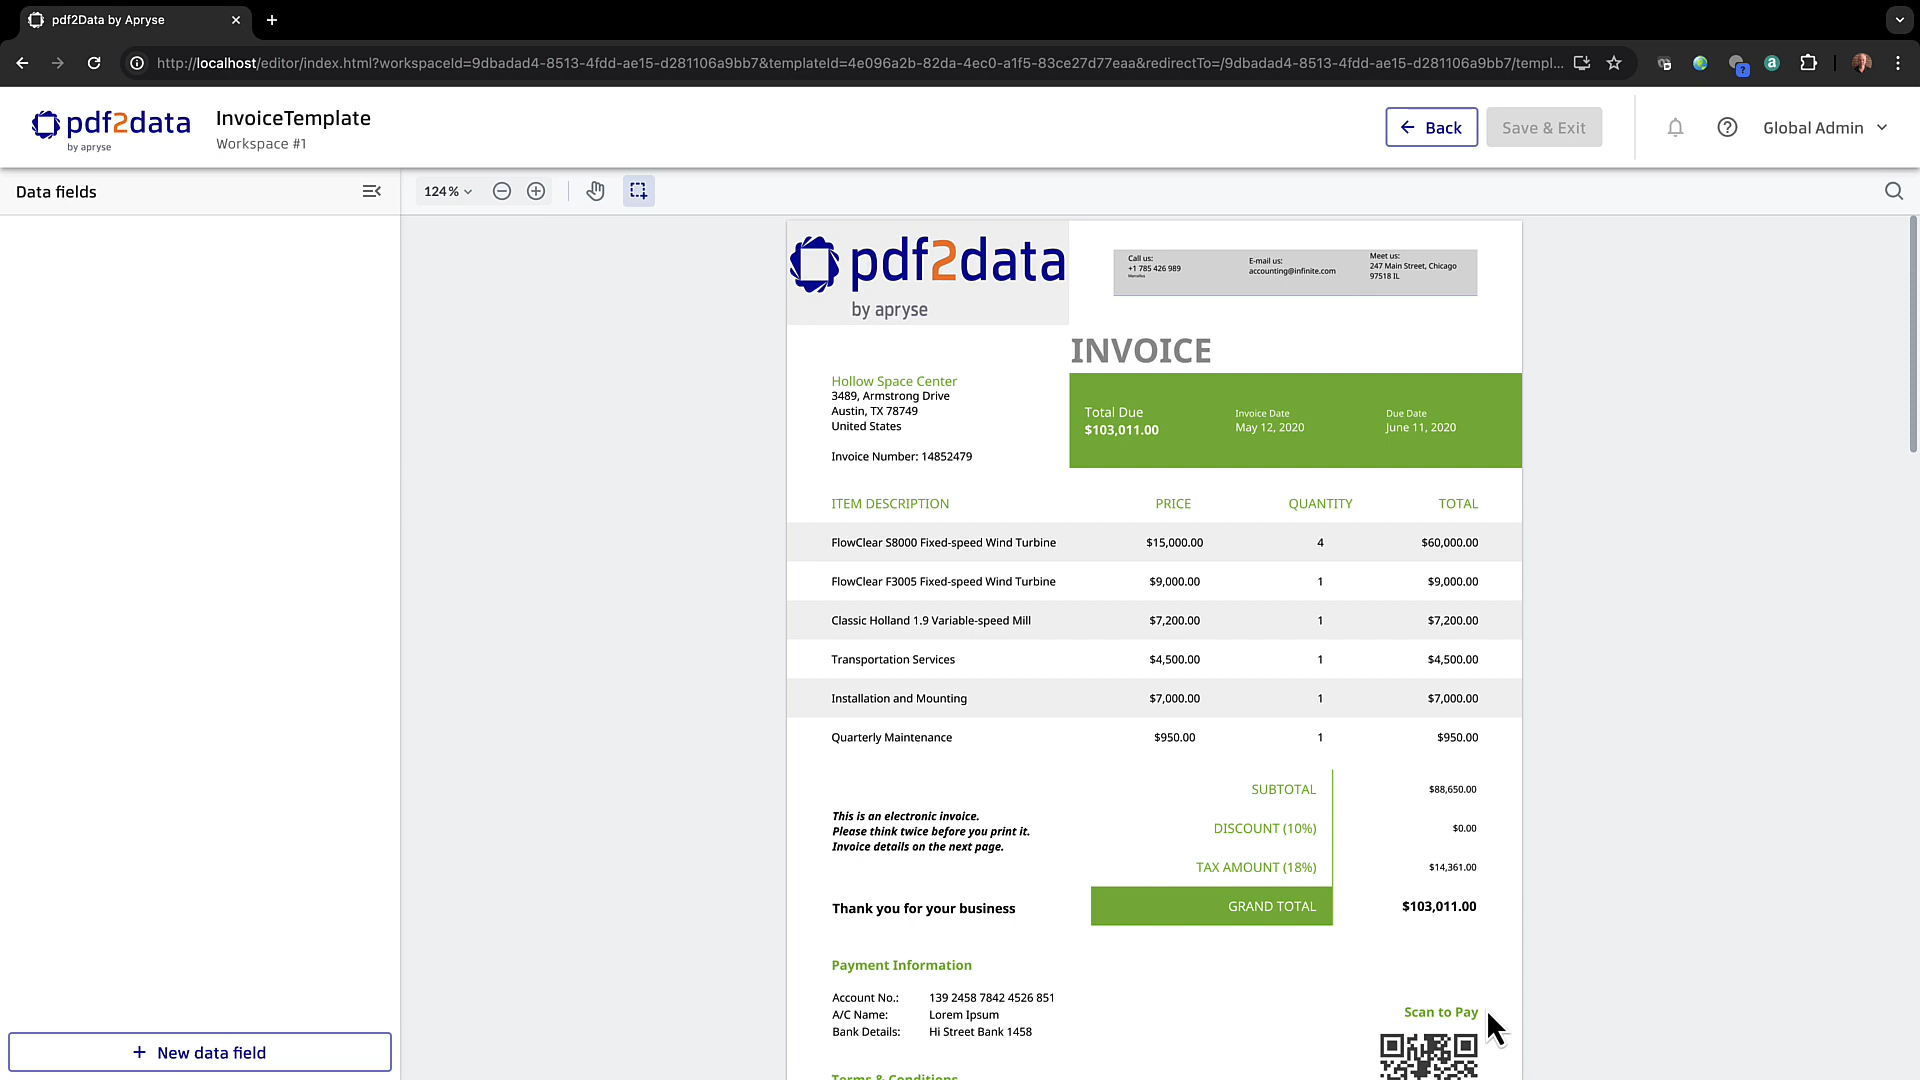 pdf2Data by Apryse
http://localhost/editor/index.html?workspaceId=9dbadad4-8513-4fdd-ae15-d281106a9bb7&templateId=4e096a2b-82da-4ec0-a1f5-83ce27d77eaa&redirectTo=/9dbadad4-8513-4fdd-ae15-d281106a9bb7/templ...
pdf2data
by apryse
InvoiceTemplate
Workspace #1
Back
Save & Exit
Global Admin
Data fields
124%
pdf2data
by apryse
Call us:
+1 785 426 989
E-mail us:
accounting@infinite.com
Meet us:
247 Main Street, Chicago
97518 IL
INVOICE
Hollow Space Center
3489, Armstrong Drive
Austin, TX 78749
United States
Invoice Number: 14852479
Total Due
$103,011.00
Invoice Date
May 12, 2020
Due Date
June 11, 2020
ITEM DESCRIPTION PRICE QUANTITY TOTAL
FlowClear S8000 Fixed-speed Wind Turbine $15,000.00 4 $60,000.00
FlowClear F3005 Fixed-speed Wind Turbine $9,000.00 1 $9,000.00
Classic Holland 1.9 Variable-speed Mill $7,200.00 1 $7,200.00
Transportation Services $4,500.00 1 $4,500.00
Installation and Mounting $7,000.00 1 $7,000.00
Quarterly Maintenance $950.00 1 $950.00
SUBTOTAL $88,650.00
This is an electronic invoice.
Please think twice before you print it.
Invoice details on the next page.
DISCOUNT (10%) $0.00
TAX AMOUNT (18%) $14,361.00
Thank you for your business
GRAND TOTAL $103,011.00
Payment Information
Account No.: 139 2458 7842 4526 851
A/C Name: Lorem Ipsum
Bank Details: Hi Street Bank 1458
Scan to Pay
Terms & Conditions
+ New data field